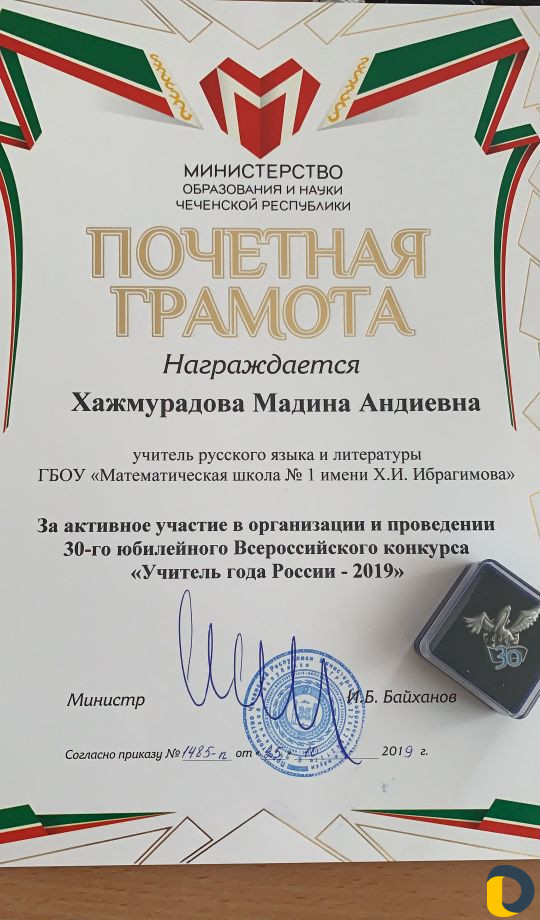 МИНИСТЕРСТВО
ОБРАЗОВАНИЯ И НАУКИ
ЧЕЧЕНСКОЙ РЕСПУБЛИКИ
ПОЧЕТНАЯ
ГРАМОТА
Награждается
Хажмурадова Мадина Андиевна
учитель русского языка и литературы
ГБОУ «Математическая школа № 1 имени Х.И. Ибрагимова»
За активное участие в организации и проведении
30-го юбилейного Всероссийского конкурса
«Учитель года России - 2019»
30
Министр И.Б. Байханов
Согласно приказу № 1485-п от «15» 10 2019 г.